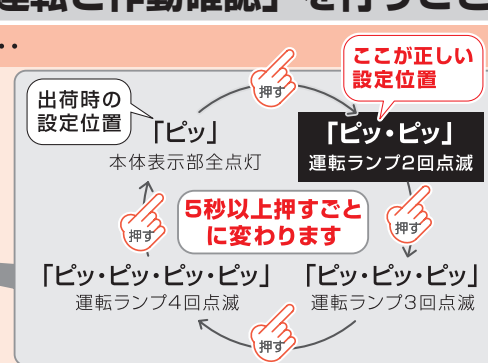 運転と作動確認」を行うこと
ここが正しい
設定位置
出荷時の
設定位置
押す
「ピッ」
本体表示部全点灯
「ピッ・ピッ」
運転ランプ2回点滅
5秒以上押すごと
に変わります
押す
押す
「ピッ・ピッ・ピッ・ピッ」
運転ランプ4回点滅
「ピッ・ピッ・ピッ」
運転ランプ3回点滅
押す